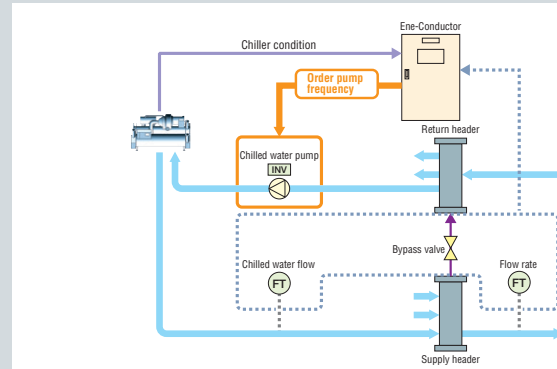 Ene-Conductor
Chiller condition
Order pump
frequency
Return header
Chilled water pump
INV
Bypass valve
Chilled water flow
Flow rate
FT
FT
Supply header